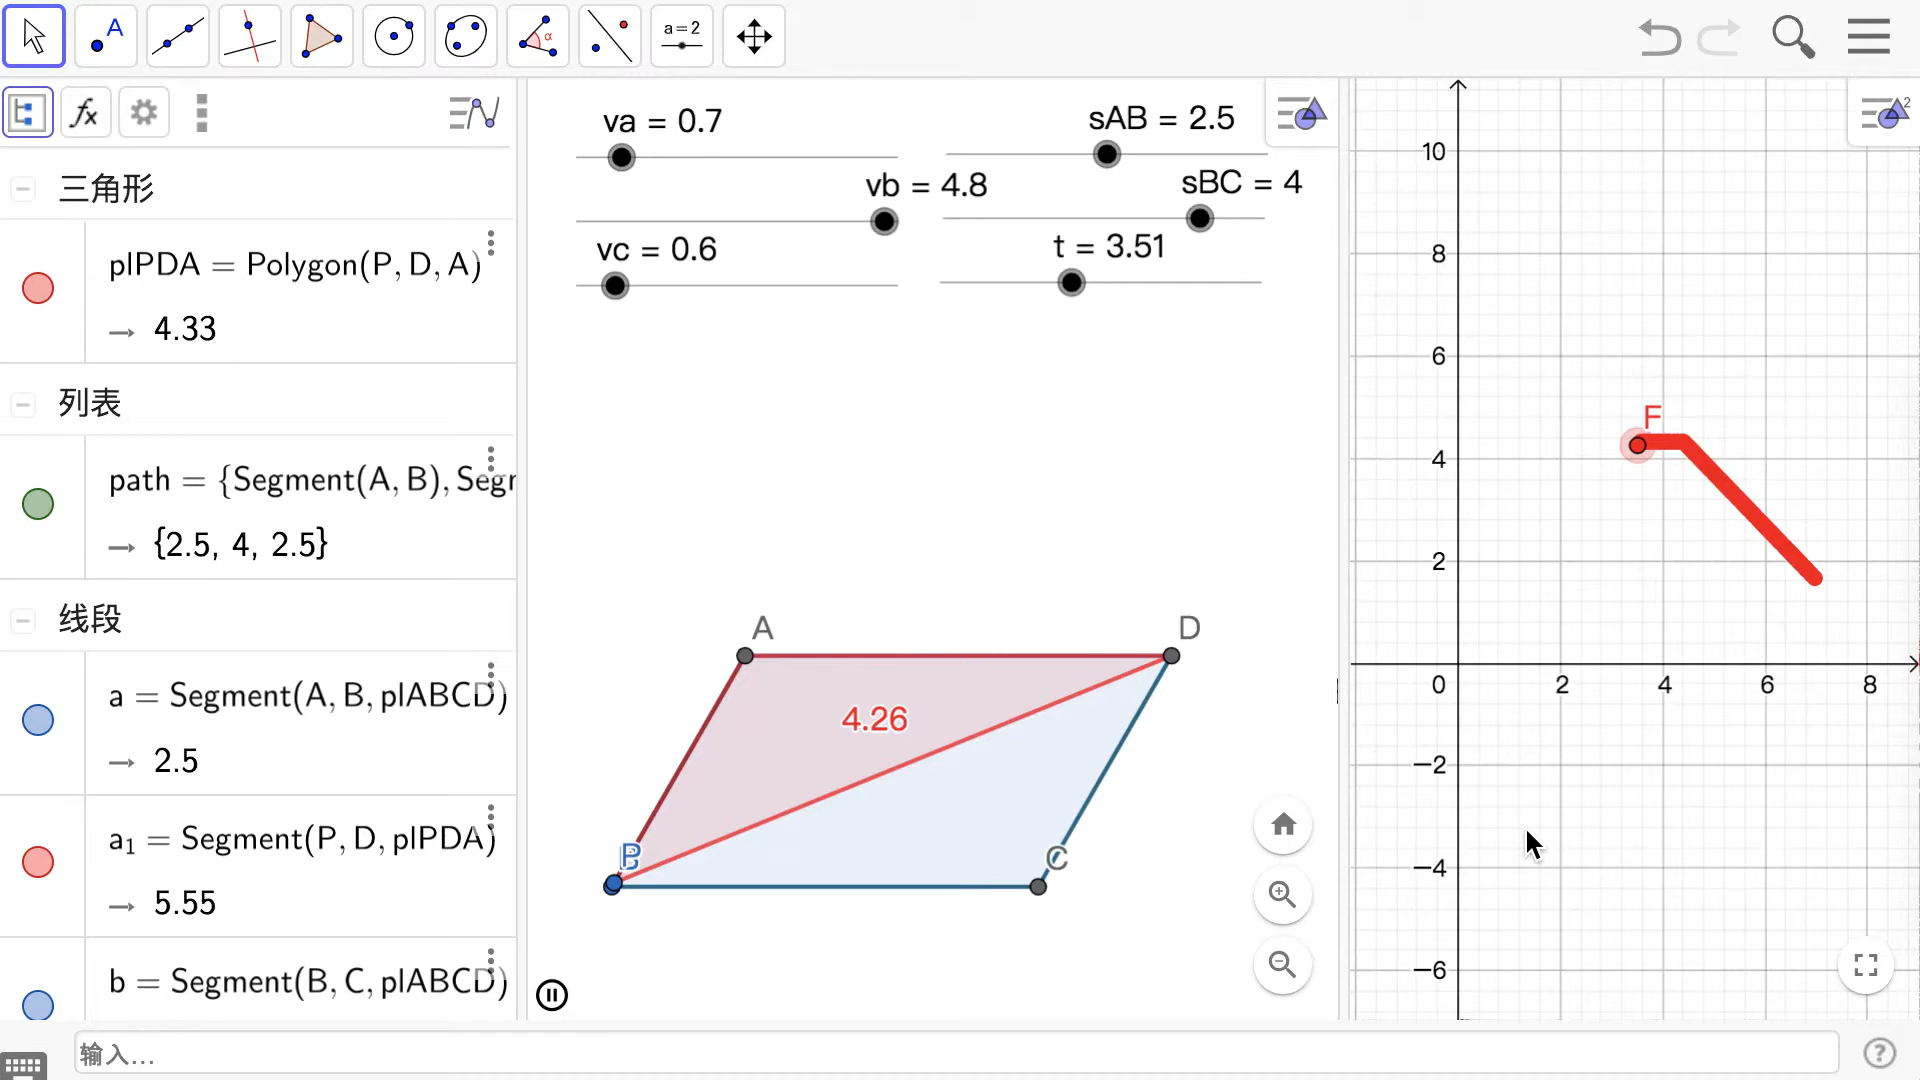 A
α
a=2
fx
三角形
plPDA = Polygon(P, D, A)
→ 4.33
列表
path = {Segment(A, B), Segr
→ {2.5, 4, 2.5}
线段
a = Segment(A, B, plABCD)
→ 2.5
a₁ = Segment(P, D, plPDA)
→ 5.55
b = Segment(B, C, plABCD)
va = 0.7
sAB = 2.5
vb = 4.8
sBC = 4
vc = 0.6
t = 3.51
A
D
4.26
B
C
2
10
8
6
F
4
2
0
2
4
6
8
−2
−4
−6
输入...
?